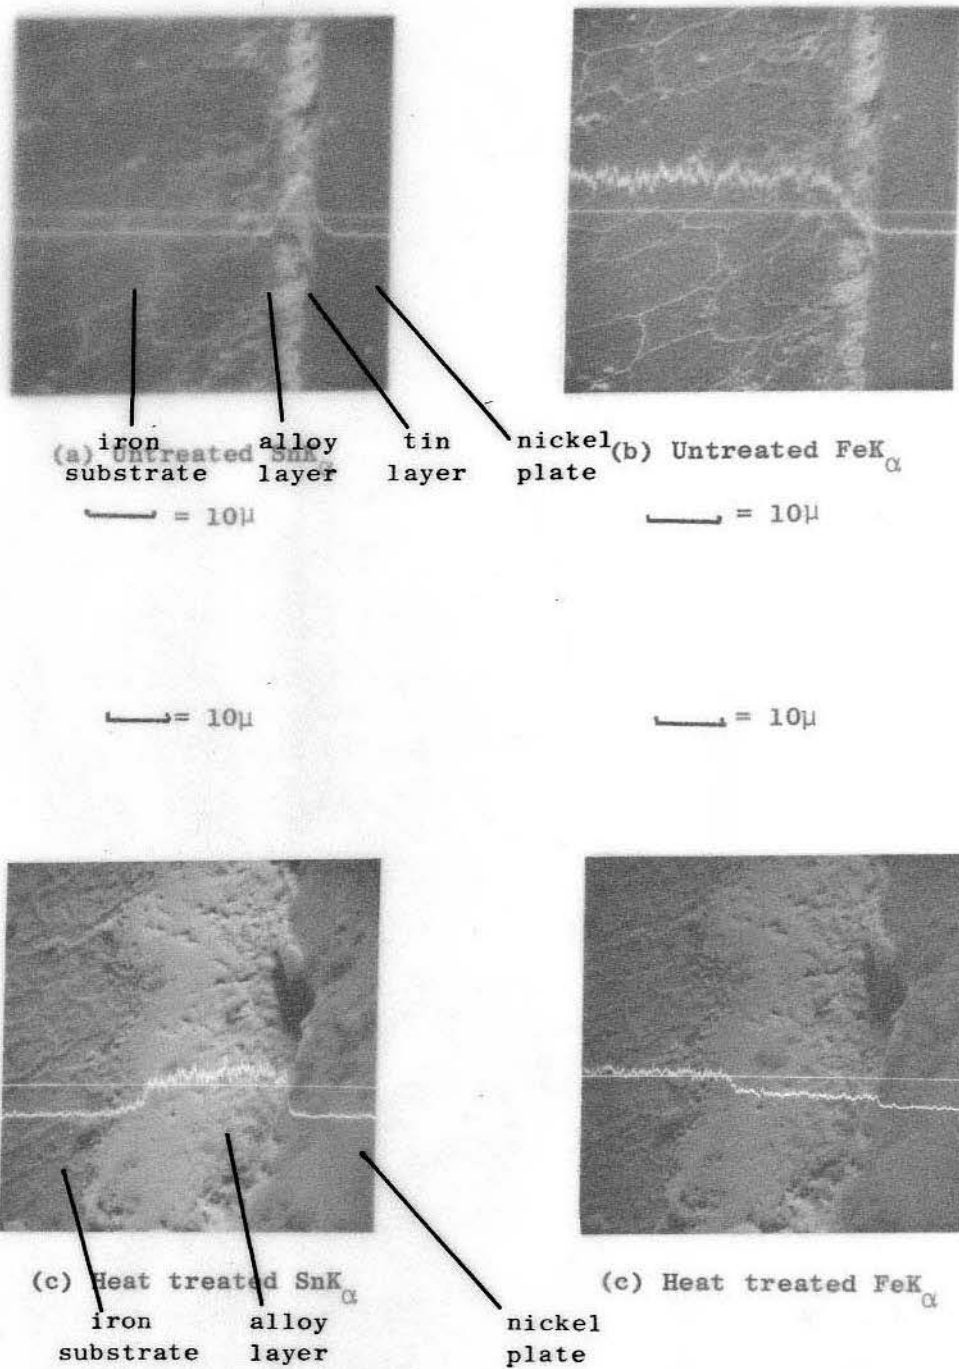 (a) Untreated SnKα
iron substrate
alloy layer
tin layer
nickel plate
(b) Untreated FeKα
= 10μ
= 10μ
= 10μ
= 10μ
(c) Heat treated SnKα
iron substrate
alloy layer
nickel plate
(c) Heat treated FeKα